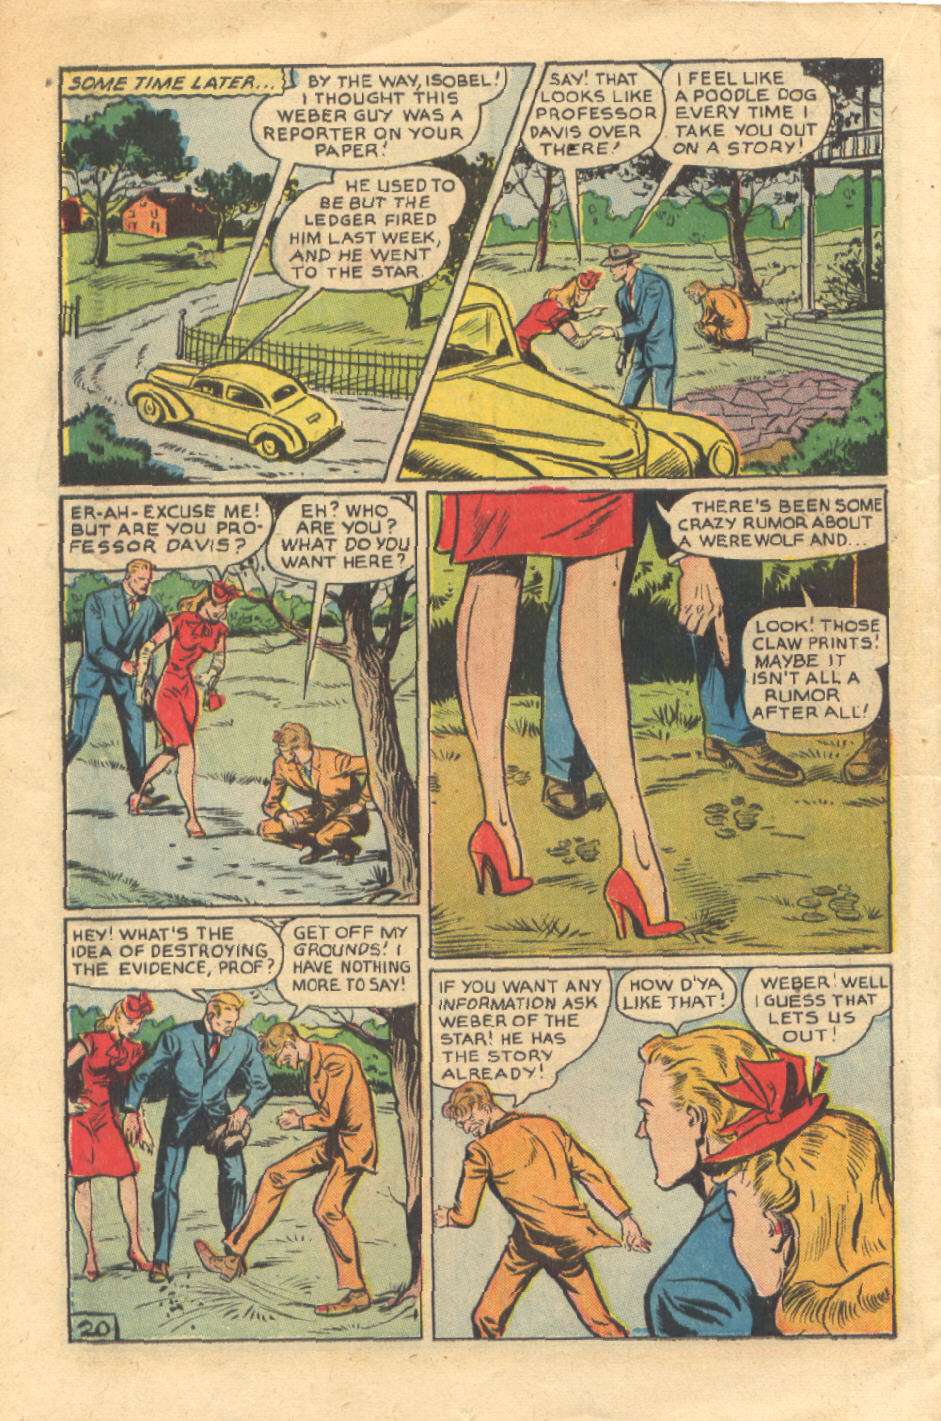 SOME TIME LATER...
BY THE WAY, ISOBEL!
I THOUGHT THIS
WEBER GUY WAS A
REPORTER ON YOUR
PAPER!
HE USED TO
BE BUT THE
LEDGER FIRED
HIM LAST WEEK,
AND HE WENT
TO THE STAR.
SAY! THAT
LOOKS LIKE
PROFESSOR
DAVIS OVER
THERE!
I FEEL LIKE
A POODLE DOG
EVERY TIME I
TAKE YOU OUT
ON A STORY!
ER-AH-EXCUSE ME!
BUT ARE YOU PRO-
FESSOR DAVIS?
EH? WHO
ARE YOU?
WHAT DO YOU
WANT HERE?
THERE'S BEEN SOME
CRAZY RUMOR ABOUT
A WEREWOLF AND...
LOOK! THOSE
CLAW PRINTS!
MAYBE IT
ISN'T ALL A
RUMOR
AFTER ALL!
HEY! WHAT'S THE
IDEA OF DESTROYING
THE EVIDENCE, PROF?
GET OFF MY
GROUNDS! I
HAVE NOTHING
MORE TO SAY!
IF YOU WANT ANY
INFORMATION ASK
WEBER OF THE
STAR! HE HAS
THE STORY
ALREADY!
HOW D'YA
LIKE THAT!
WEBER! WELL
I GUESS THAT
LETS US
OUT!
20